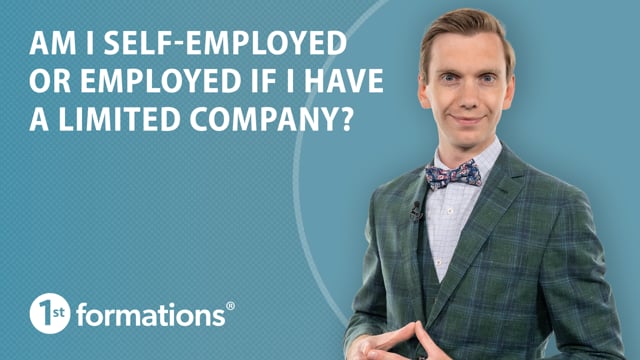 AM I SELF-EMPLOYED
OR EMPLOYED IF I HAVE
A LIMITED COMPANY?
1st formations®